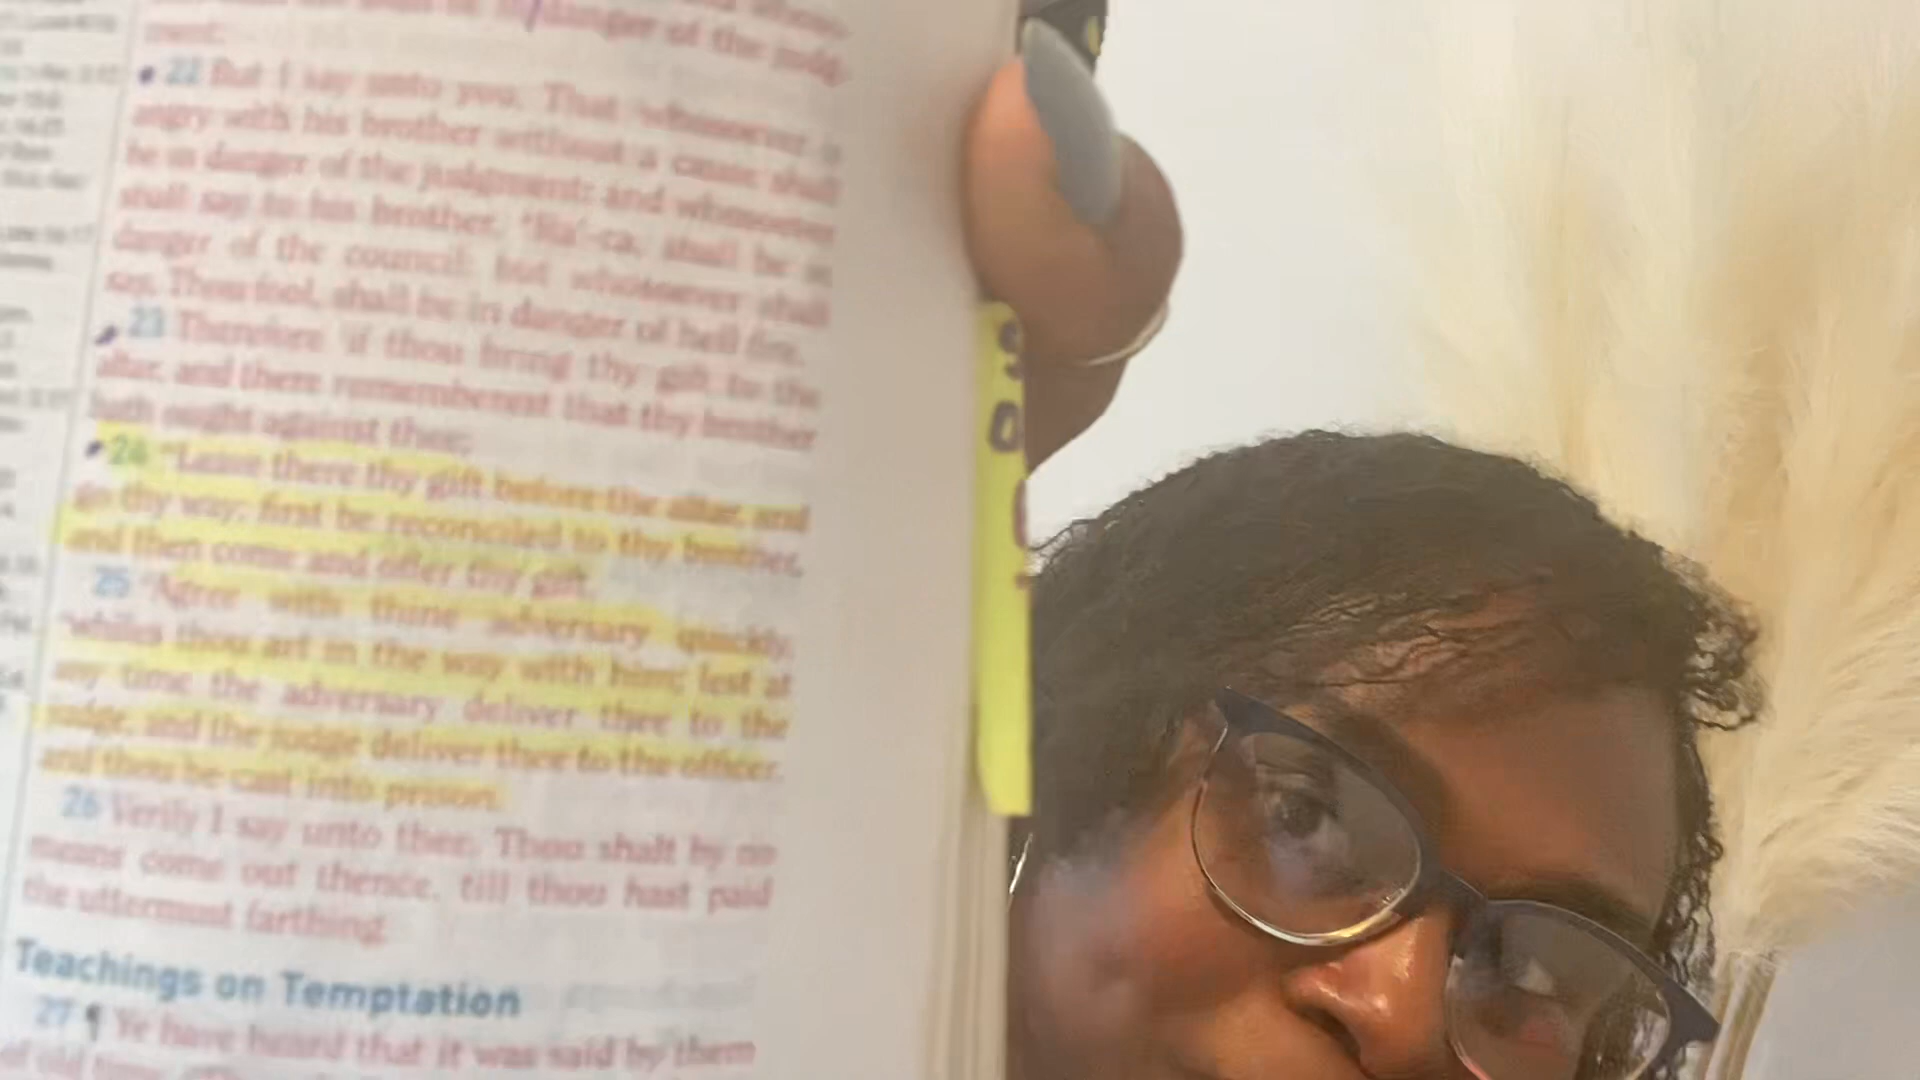 danger of the judg-
ment:
22 But I say unto you, That whosoever is
angry with his brother without a cause shall
be in danger of the judgment: and whosoever
shall say to his brother, Ra'-ca, shall be in
danger of the council: but whosoever shall
say, Thou fool, shall be in danger of hell fire.
23 Therefore if thou bring thy gift to the
altar, and there rememberest that thy brother
hath ought against thee;
24 Leave there thy gift before the altar, and
go thy way; first be reconciled to thy brother,
and then come and offer thy gift.
25 Agree with thine adversary quickly,
whiles thou art in the way with him; lest at
any time the adversary deliver thee to the
judge, and the judge deliver thee to the officer,
and thou be cast into prison.
26 Verily I say unto thee, Thou shalt by no
means come out thence, till thou hast paid
the uttermost farthing.
Teachings on Temptation
27 ¶ Ye have heard that it was said by them
of old time,